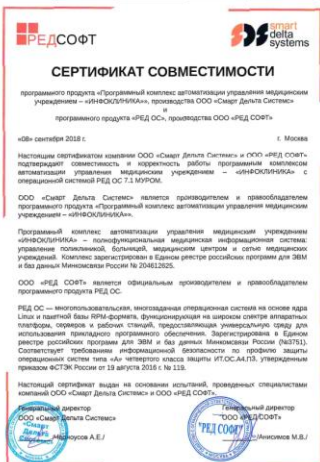 РЕДСОФТ
smart
delta
systems
СЕРТИФИКАТ СОВМЕСТИМОСТИ
программного продукта «Программный комплекс автоматизации управления медицинским
учреждением – «ИНФОКЛИНИКА»», производства ООО «Смарт Дельта Системс»
и
программного продукта «РЕД ОС», производства ООО «РЕД СОФТ»
«08» сентября 2018 г.
г. Москва
Настоящим сертификатом компании ООО «Смарт Дельта Системс» и ООО «РЕД СОФТ»
подтверждают совместимость и корректность работы программным комплексом
автоматизации управления медицинским учреждением – «ИНФОКЛИНИКА» с
операционной системой РЕД ОС 7.1 МУРОМ.
ООО «Смарт Дельта Системс» является производителем и правообладателем
программного продукта «Программный комплекс автоматизации управления медицинским
учреждением – «ИНФОКЛИНИКА».
Программный комплекс автоматизации управления медицинским учреждением
«ИНФОКЛИНИКА» – полнофункциональная медицинская информационная система:
управление поликлиникой, больницей, медицинским центром и сетью медицинских
учреждений. Комплекс зарегистрирован в Едином реестре российских программ для ЭВМ
и баз данных Минкомсвязи России № 204612625.
ООО «РЕД СОФТ» является официальным производителем и правообладателем
программного продукта РЕД ОС.
РЕД ОС — многопользовательская, многозадачная операционная система на основе ядра
Linux и пакетной базы RPM-формата, функционирующая на широком спектре аппаратных
платформ, серверов и рабочих станций, предоставляющая универсальную среду для
использования прикладного программного обеспечения. Зарегистрирована в Едином
реестре российских программ для ЭВМ и баз данных Минкомсвязи России (№3751).
Соответствует требованиям информационной безопасности по профилю защиты
операционных систем типа «А» четвертого класса защиты ИТ.ОС.А4.ПЗ, утвержденным
приказом ФСТЭК России от 19 августа 2016 г. № 119.
Настоящий сертификат выдан на основании испытаний, проведенных специалистами
компаний ООО «Смарт Дельта Системс» и ООО «РЕД СОФТ».
Генеральный директор
ООО «Смарт Дельта Системс»
Генеральный директор
ООО «РЕД СОФТ»
"Смарт
Дельта
Системс"
"РЕД СОФТ"
А.Е./
/Анисимов М.В./